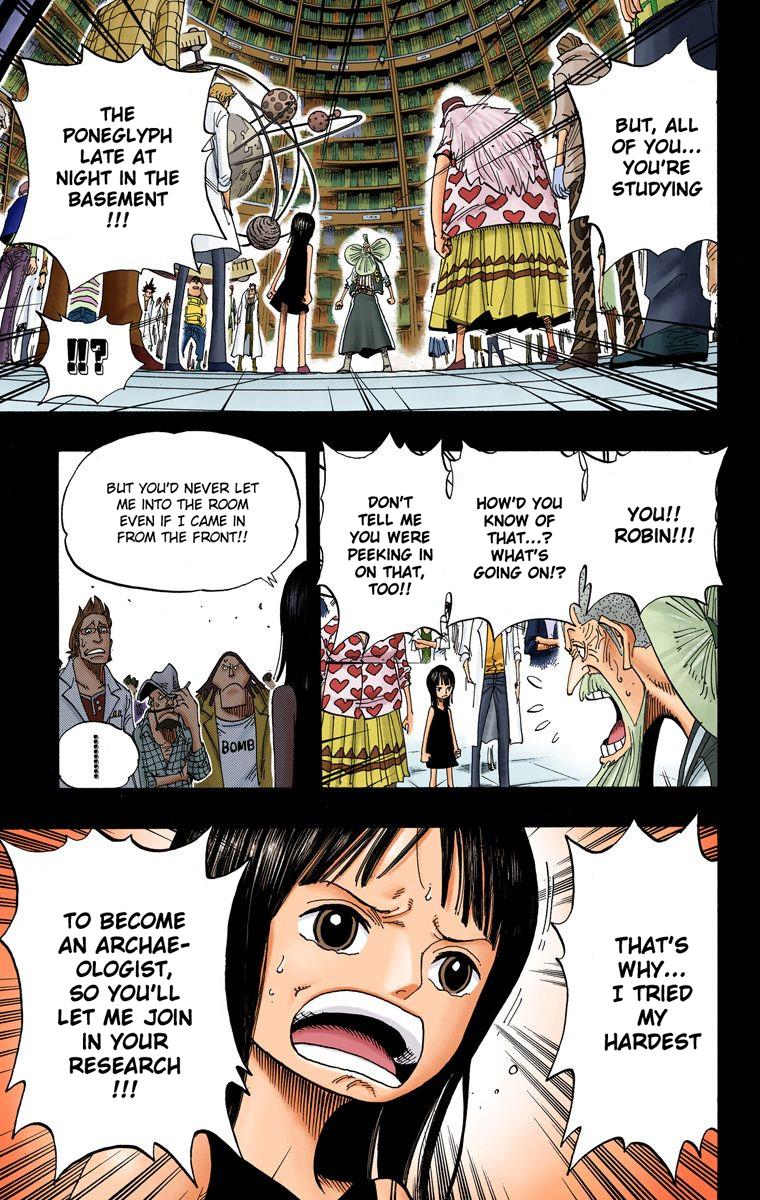 BUT, ALL
OF YOU...
YOU'RE
STUDYING
THE
PONEGLYPH
LATE AT
NIGHT IN THE
BASEMENT
!!!
!!?
YOU!!
ROBIN!!!
HOW'D YOU
KNOW OF
THAT...?
WHAT'S
GOING ON!?
DON'T
TELL ME
YOU WERE
PEEKING IN
ON THAT,
TOO!!
BUT YOU'D NEVER LET
ME INTO THE ROOM
EVEN IF I CAME IN
FROM THE FRONT!!
BOMB
.........
THAT'S
WHY...
I TRIED
MY
HARDEST
TO BECOME
AN ARCHAE-
OLOGIST,
SO YOU'LL
LET ME JOIN
IN YOUR
RESEARCH
!!!